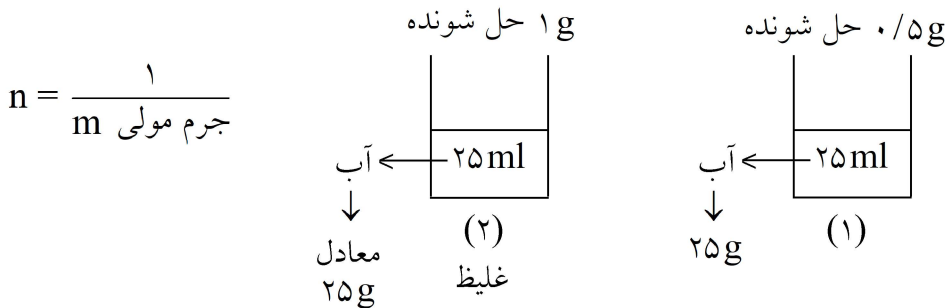 ۰/۵g حل شونده
۲۵ml
آب
۲۵g
(۱)
۱g حل شونده
۲۵ml
آب
معادل
۲۵g
(۲)
غلیظ
n = ۱ / m جرم مولی